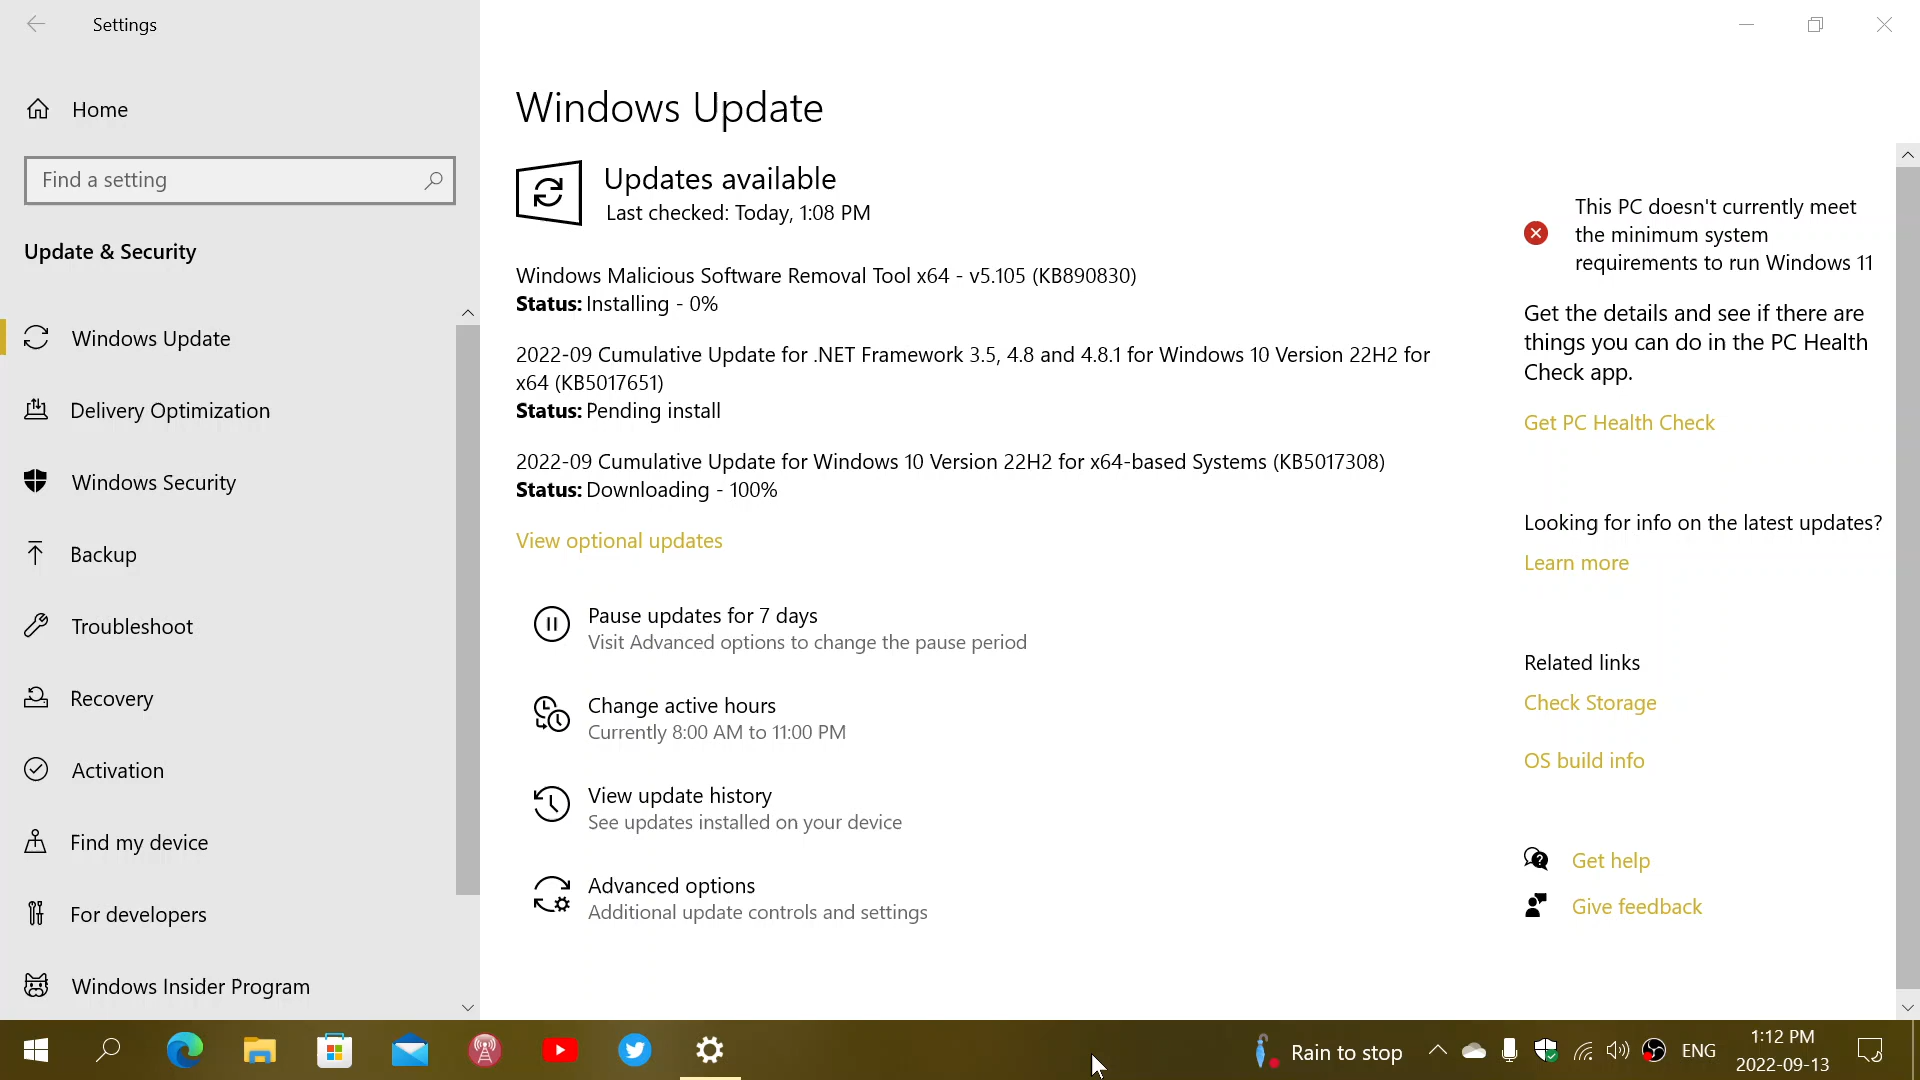 Settings
Home
Find a setting
Update & Security
Windows Update
Delivery Optimization
Windows Security
Backup
Troubleshoot
Recovery
Activation
Find my device
For developers
Windows Insider Program
Windows Update
Updates available
Last checked: Today, 1:08 PM
Windows Malicious Software Removal Tool x64 - v5.105 (KB890830)
Status: Installing - 0%
2022-09 Cumulative Update for .NET Framework 3.5, 4.8 and 4.8.1 for Windows 10 Version 22H2 for
x64 (KB5017651)
Status: Pending install
2022-09 Cumulative Update for Windows 10 Version 22H2 for x64-based Systems (KB5017308)
Status: Downloading - 100%
View optional updates
Pause updates for 7 days
Visit Advanced options to change the pause period
Change active hours
Currently 8:00 AM to 11:00 PM
View update history
See updates installed on your device
Advanced options
Additional update controls and settings
This PC doesn't currently meet
the minimum system
requirements to run Windows 11
Get the details and see if there are
things you can do in the PC Health
Check app.
Get PC Health Check
Looking for info on the latest updates?
Learn more
Related links
Check Storage
OS build info
Get help
Give feedback
Rain to stop
ENG
1:12 PM
2022-09-13